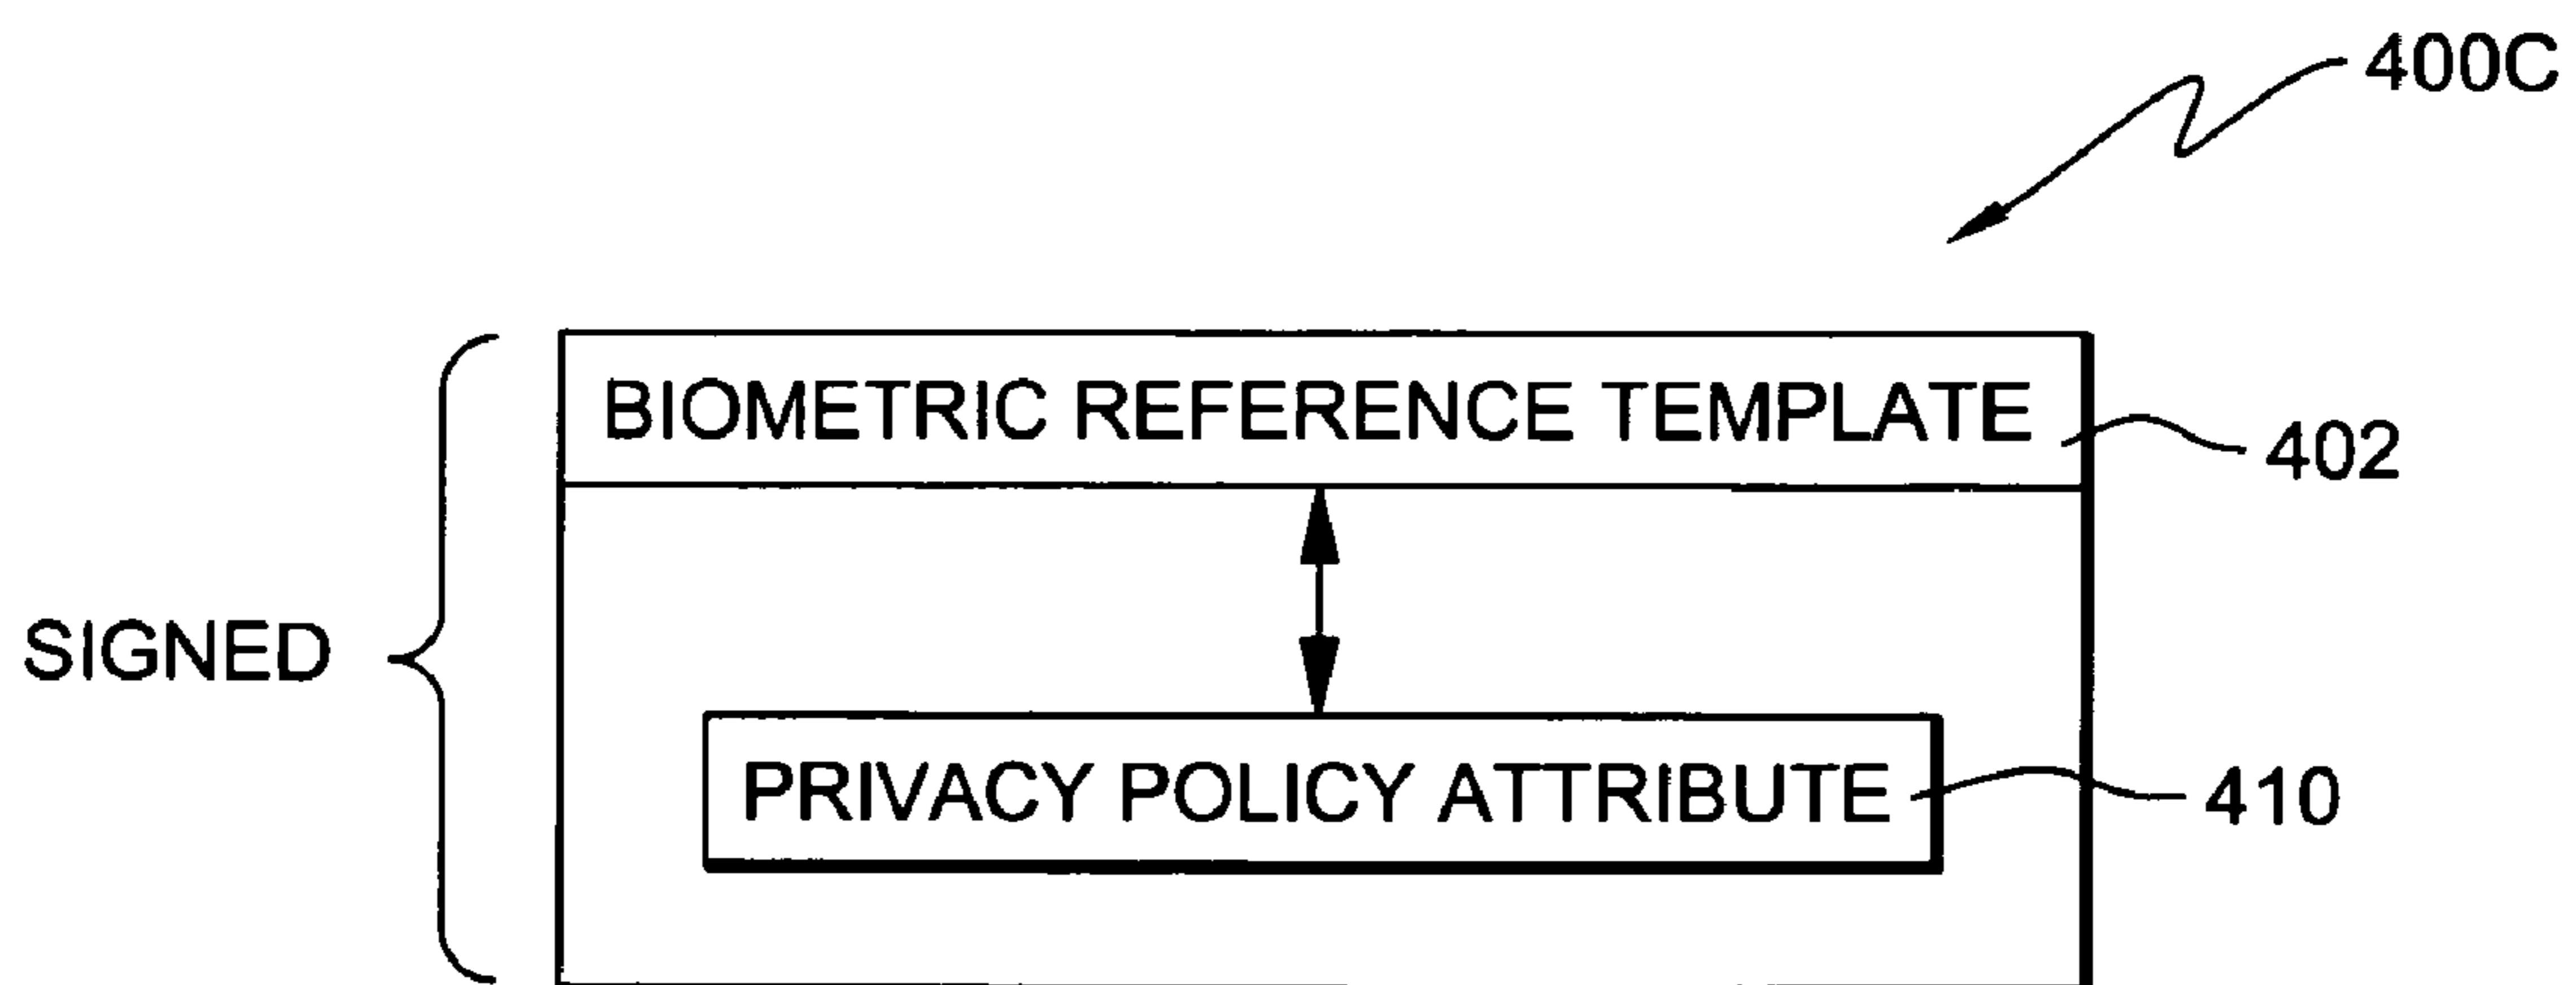 400C
BIOMETRIC REFERENCE TEMPLATE
402
SIGNED
PRIVACY POLICY ATTRIBUTE
410